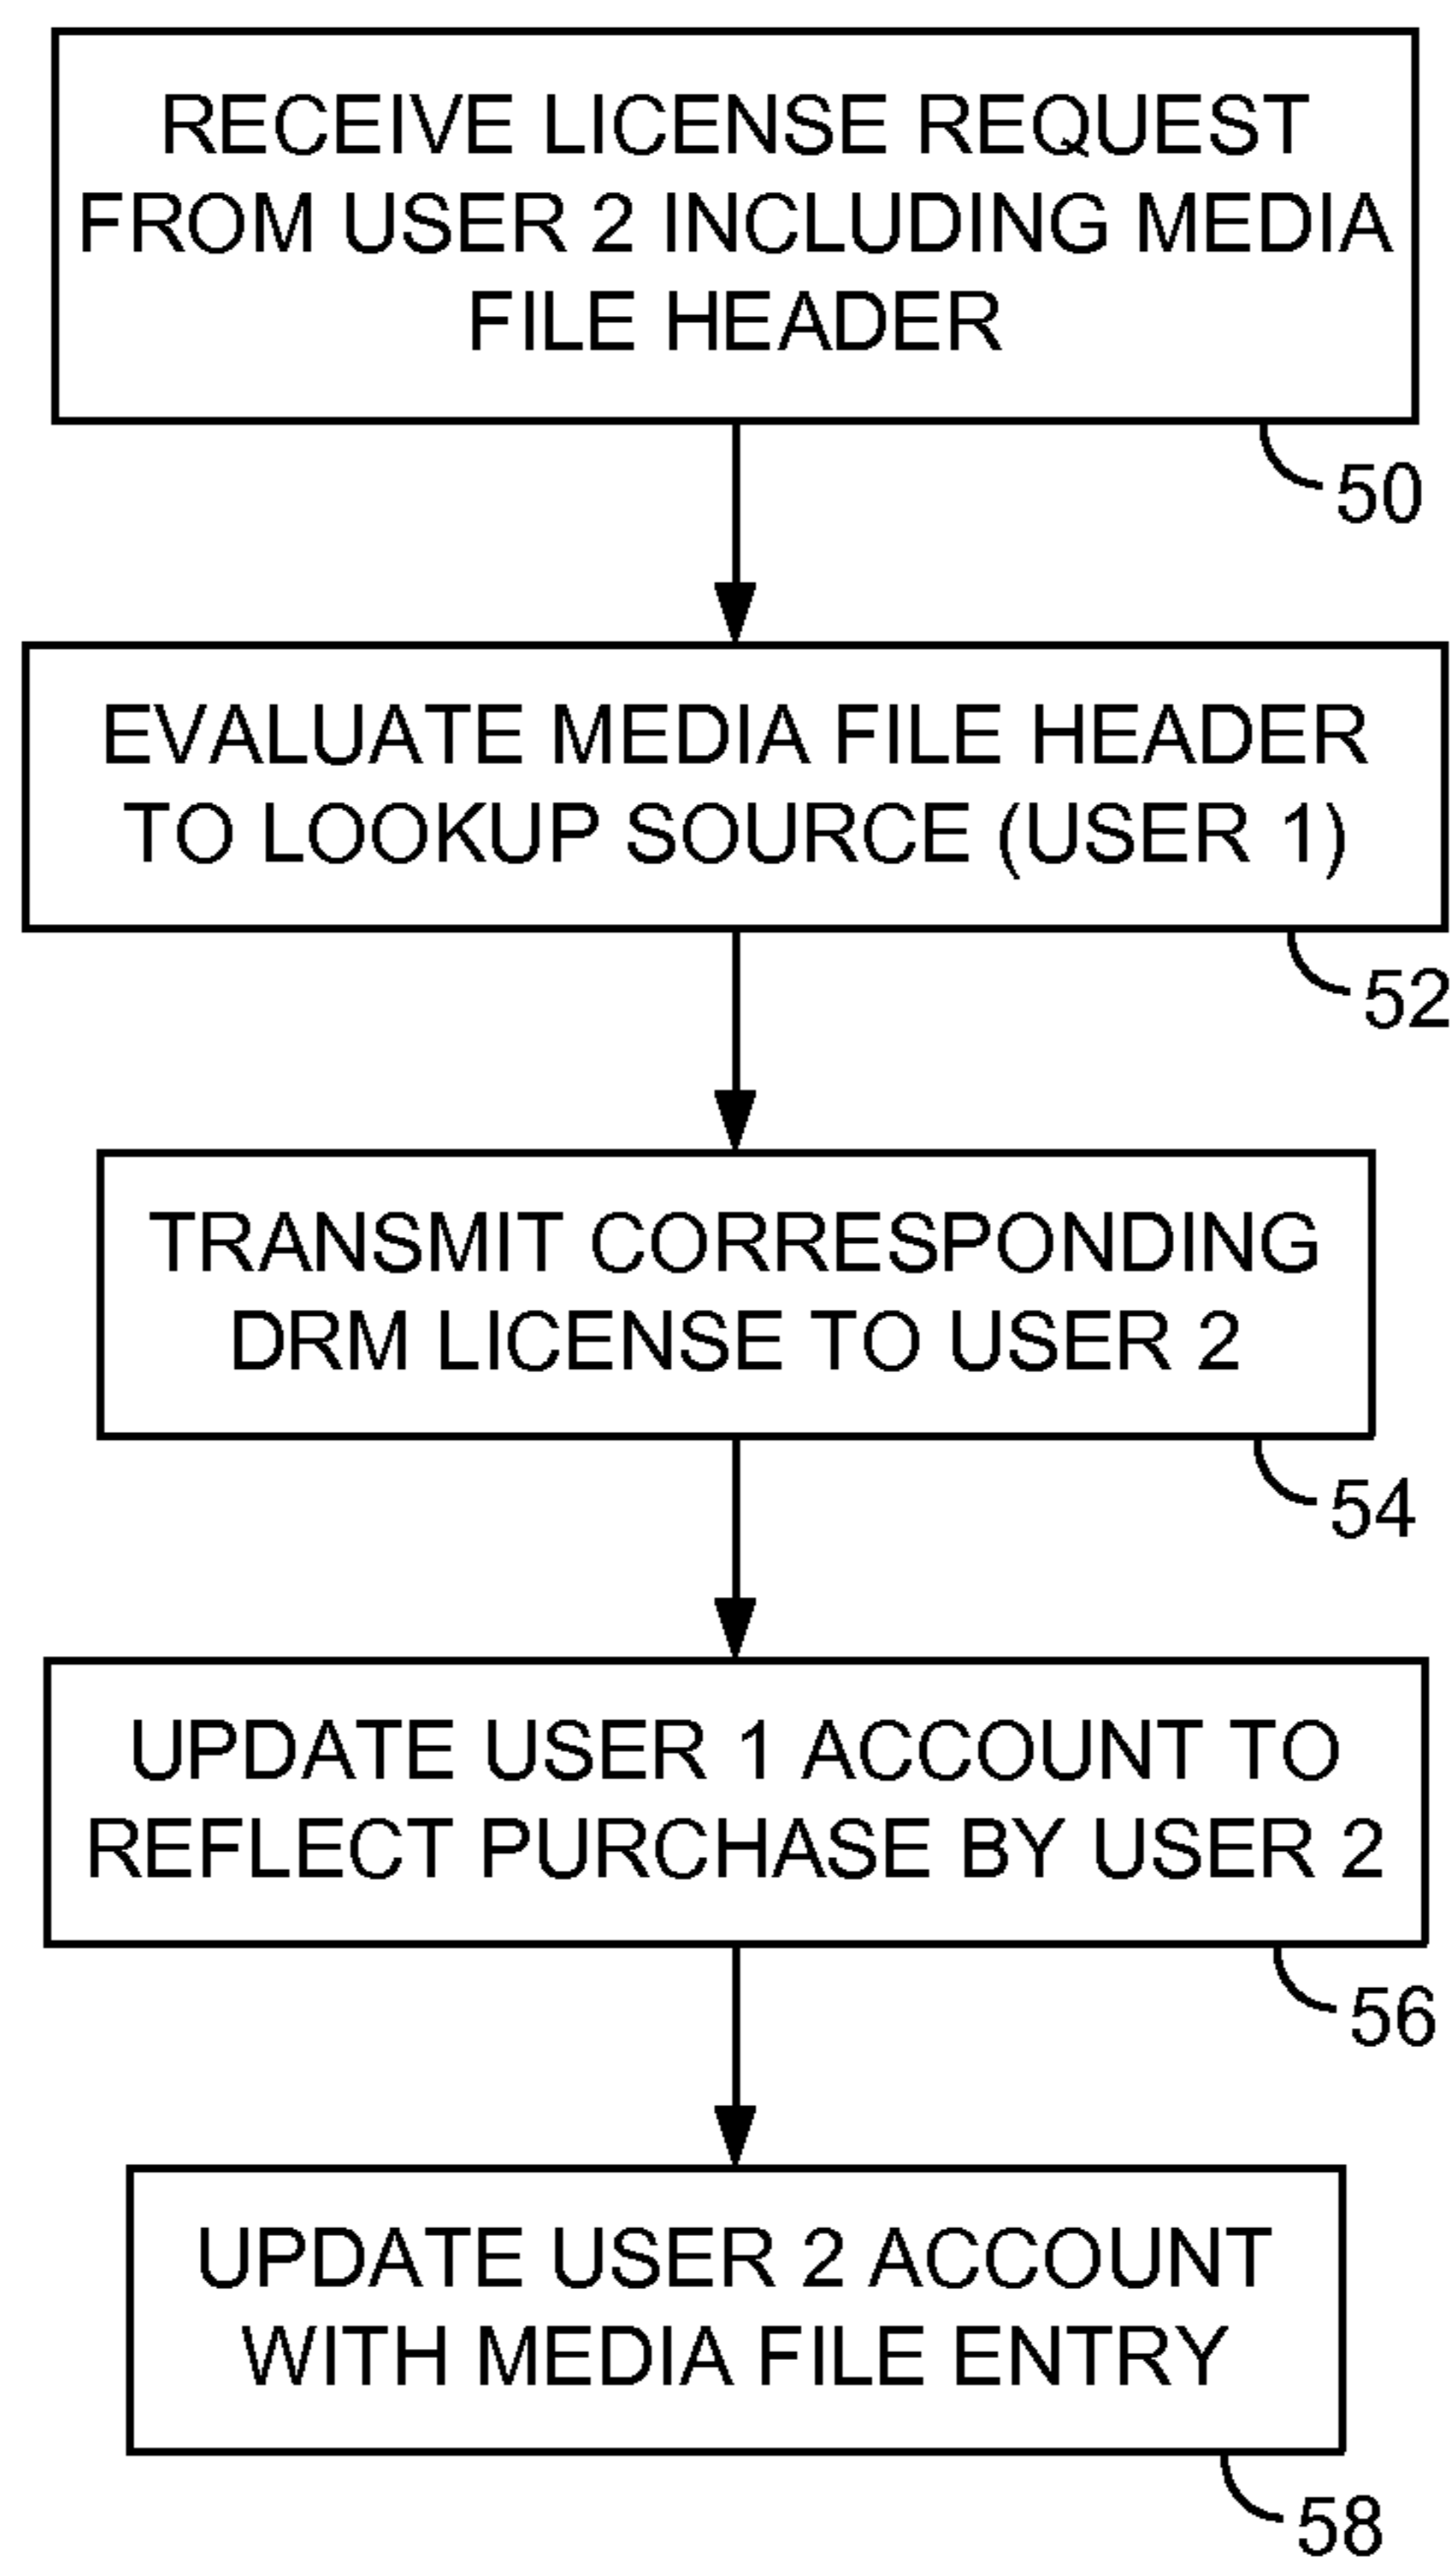 RECEIVE LICENSE REQUEST
FROM USER 2 INCLUDING MEDIA
FILE HEADER
50
EVALUATE MEDIA FILE HEADER
TO LOOKUP SOURCE (USER 1)
52
TRANSMIT CORRESPONDING
DRM LICENSE TO USER 2
54
UPDATE USER 1 ACCOUNT TO
REFLECT PURCHASE BY USER 2
56
UPDATE USER 2 ACCOUNT
WITH MEDIA FILE ENTRY
58